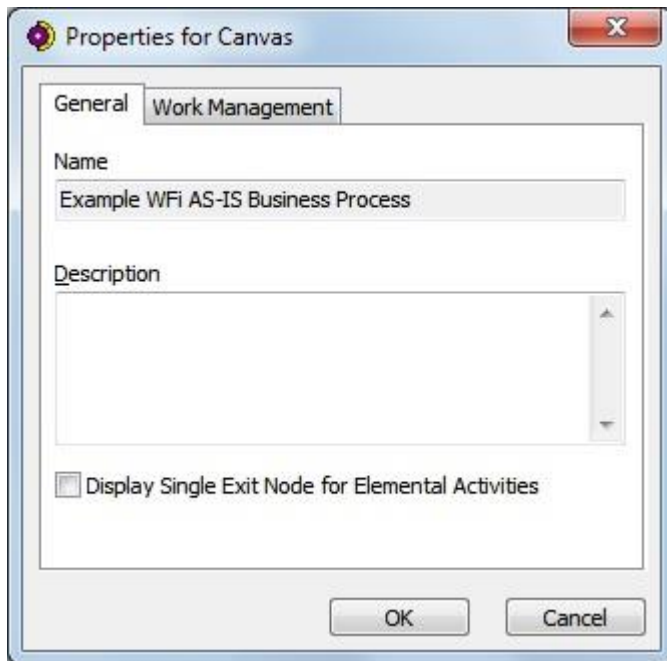 Properties for Canvas
General Work Management
Name
Example WFi AS-IS Business Process
Description
Display Single Exit Node for Elemental Activities
OK Cancel